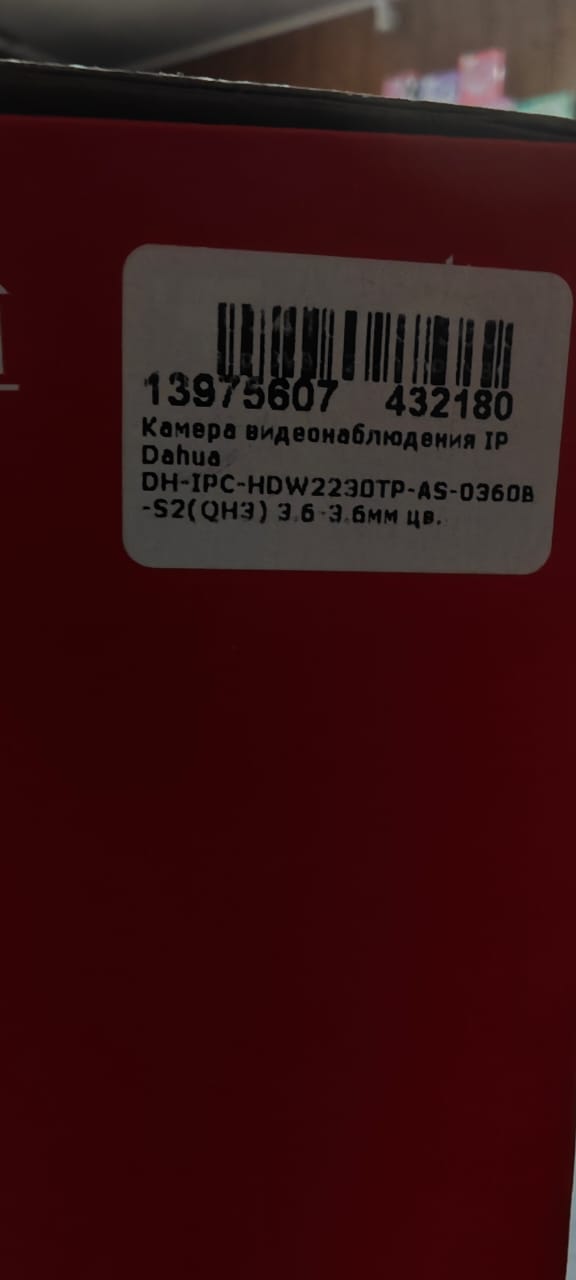 13975607 432180
Камера видеонаблюдения IP
Dahua
DH-IPC-HDW2230TP-AS-0360B
-S2(QH3) 3.6-3.6мм цв.